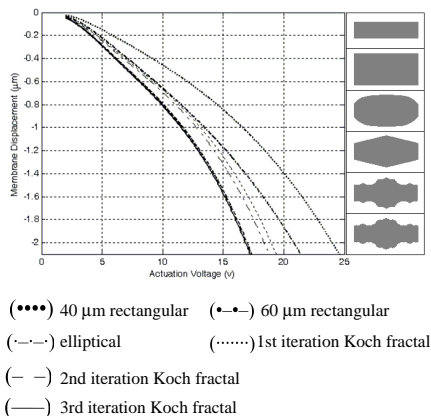 0
-0.2
-0.4
-0.6
-0.8
-1
-1.2
-1.4
-1.6
-1.8
-2
Membrane Displacement (μm)
0 5 10 15 20 25
Actuation Voltage (v)
(••••) 40 μm rectangular (•–•–) 60 μm rectangular
(·–·–·) elliptical (·······) 1st iteration Koch fractal
(– –) 2nd iteration Koch fractal
(——) 3rd iteration Koch fractal